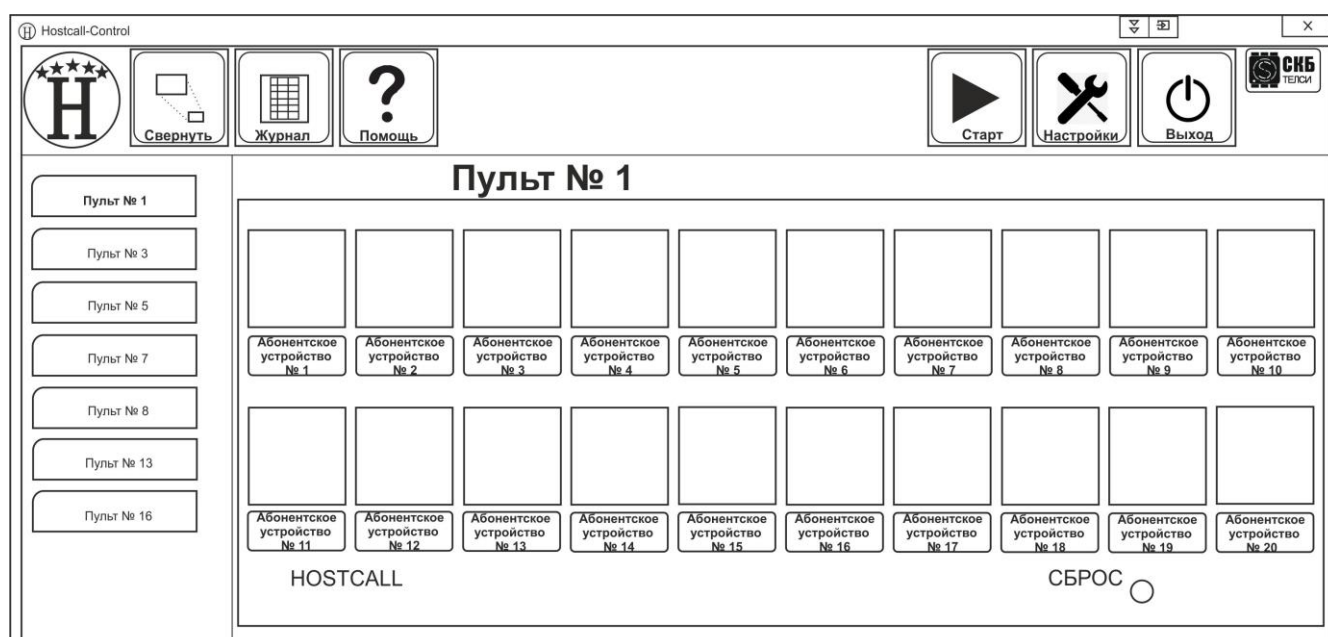 Hostcall-Control
H
Свернуть
Журнал
Помощь
Старт
Настройки
Выход
СКБ
ТЕЛСИ
Пульт № 1
Пульт № 3
Пульт № 5
Пульт № 7
Пульт № 8
Пульт № 13
Пульт № 16
Пульт № 1
Абонентское
устройство
№ 1
Абонентское
устройство
№ 2
Абонентское
устройство
№ 3
Абонентское
устройство
№ 4
Абонентское
устройство
№ 5
Абонентское
устройство
№ 6
Абонентское
устройство
№ 7
Абонентское
устройство
№ 8
Абонентское
устройство
№ 9
Абонентское
устройство
№ 10
Абонентское
устройство
№ 11
Абонентское
устройство
№ 12
Абонентское
устройство
№ 13
Абонентское
устройство
№ 14
Абонентское
устройство
№ 15
Абонентское
устройство
№ 16
Абонентское
устройство
№ 17
Абонентское
устройство
№ 18
Абонентское
устройство
№ 19
Абонентское
устройство
№ 20
HOSTCALL
СБРОС